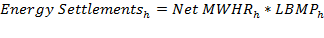 Energy Settlements_h = Net MWHR_h * LBMP_h